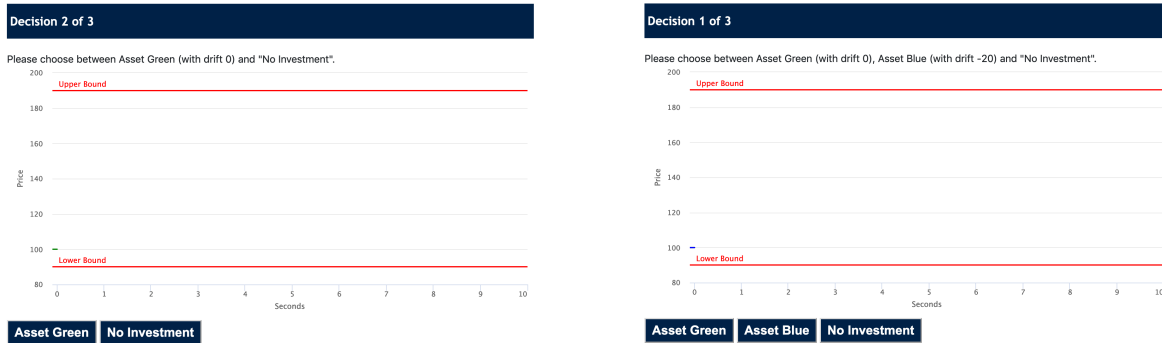 Decision 2 of 3
Please choose between Asset Green (with drift 0) and "No Investment".
200
Upper Bound
180
160
Price
140
120
100
Lower Bound
80
0 1 2 3 4 5 6 7 8 9 10
Seconds
Asset Green No Investment
Decision 1 of 3
Please choose between Asset Green (with drift 0), Asset Blue (with drift -20) and "No Investment".
200
Upper Bound
180
160
Price
140
120
100
Lower Bound
80
0 1 2 3 4 5 6 7 8 9 10
Seconds
Asset Green Asset Blue No Investment